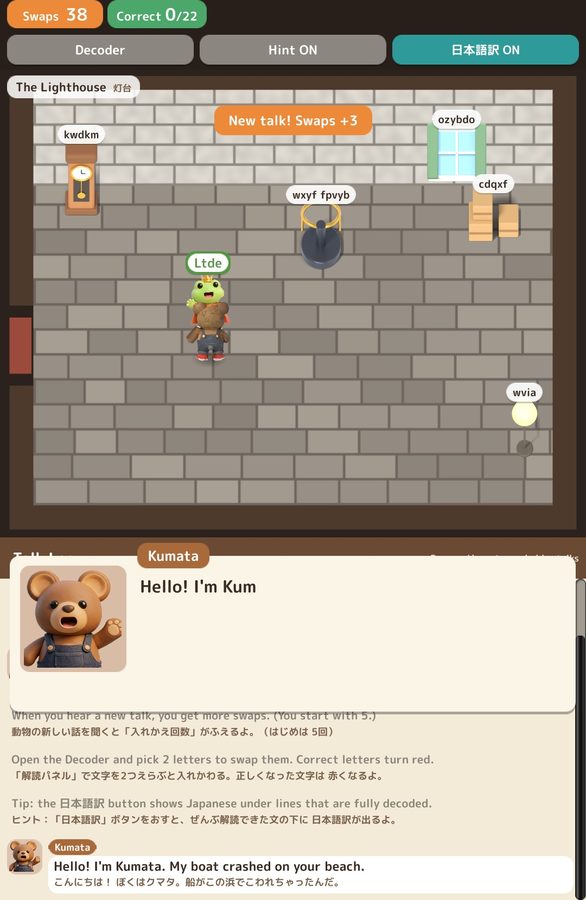 Swaps 38
Correct 0/22
Decoder
Hint ON
日本語訳 ON
The Lighthouse 灯台
New talk! Swaps +3
kwdkm
ozybdo
cdqxf
wxyf fpvyb
Ltde
wvia
Kumata
Hello! I'm Kum
When you hear a new talk, you get more swaps. (You start with 5.)
動物の新しい話を聞くと「入れかえ回数」がふえるよ。（はじめは 5回）
Open the Decoder and pick 2 letters to swap them. Correct letters turn red.
「解読パネル」で文字を2つえらぶと入れかわる。正しくなった文字は 赤くなるよ。
Tip: the 日本語訳 button shows Japanese under lines that are fully decoded.
ヒント：「日本語訳」ボタンをおすと、ぜんぶ解読できた文の下に 日本語訳が出るよ。
Kumata
Hello! I'm Kumata. My boat crashed on your beach.
こんにちは！ ぼくはクマタ。船がこの浜でこわれちゃったんだ。